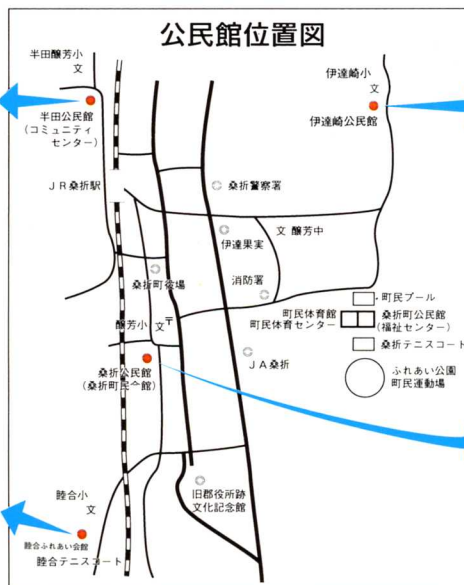 公民館位置図
半田醸芳小
文
半田公民館
(コミュニティ
センター)
伊達崎小
文
伊達崎公民館
JR桑折駅
桑折警察署
伊達果実
文 醸芳中
桑折町役場
消防署
町民プール
町民体育館
町民体育センター
桑折町公民館
(福祉センター)
桑折テニスコート
醸芳小 文〒
桑折公民館
(桑折町民会館)
JA桑折
ふれあい公園
町民運動場
旧郡役所跡
文化記念館
睦合小
文
睦合ふれあい会館
睦合テニスコート